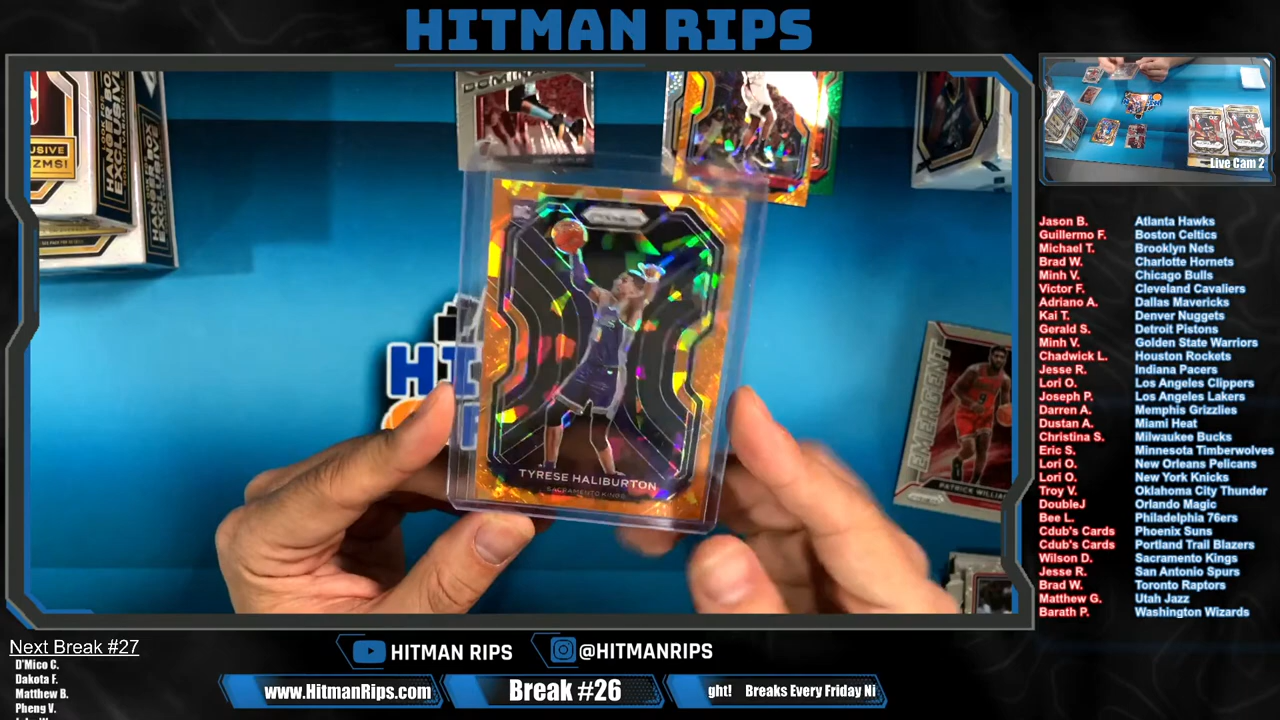 HITMAN RIPS
HANGER BOX
EXCLUSIVE
PRIZM
TYRESE HALIBURTON
SACRAMENTO KINGS
EMERGENT
Live Cam 2
Jason B. Atlanta Hawks
Guillermo F. Boston Celtics
Michael T. Brooklyn Nets
Brad W. Charlotte Hornets
Minh V. Chicago Bulls
Victor F. Cleveland Cavaliers
Adriano A. Dallas Mavericks
Kai T. Denver Nuggets
Gerald S. Detroit Pistons
Minh V. Golden State Warriors
Chadwick L. Houston Rockets
Jesse R. Indiana Pacers
Lori O. Los Angeles Clippers
Joseph P. Los Angeles Lakers
Darren A. Memphis Grizzlies
Dustan A. Miami Heat
Christina S. Milwaukee Bucks
Eric S. Minnesota Timberwolves
Lori O. New Orleans Pelicans
Lori O. New York Knicks
Troy V. Oklahoma City Thunder
DoubleJ Orlando Magic
Bee L. Philadelphia 76ers
Cdub's Cards Phoenix Suns
Cdub's Cards Portland Trail Blazers
Wilson D. Sacramento Kings
Jesse R. San Antonio Spurs
Brad W. Toronto Raptors
Matthew G. Utah Jazz
Barath P. Washington Wizards
Next Break #27
D'Mico C.
Dakota F.
Matthew B.
Pheng V.
HITMAN RIPS
@HITMANRIPS
www.HitmanRips.com
Break #26
ght! Breaks Every Friday Ni